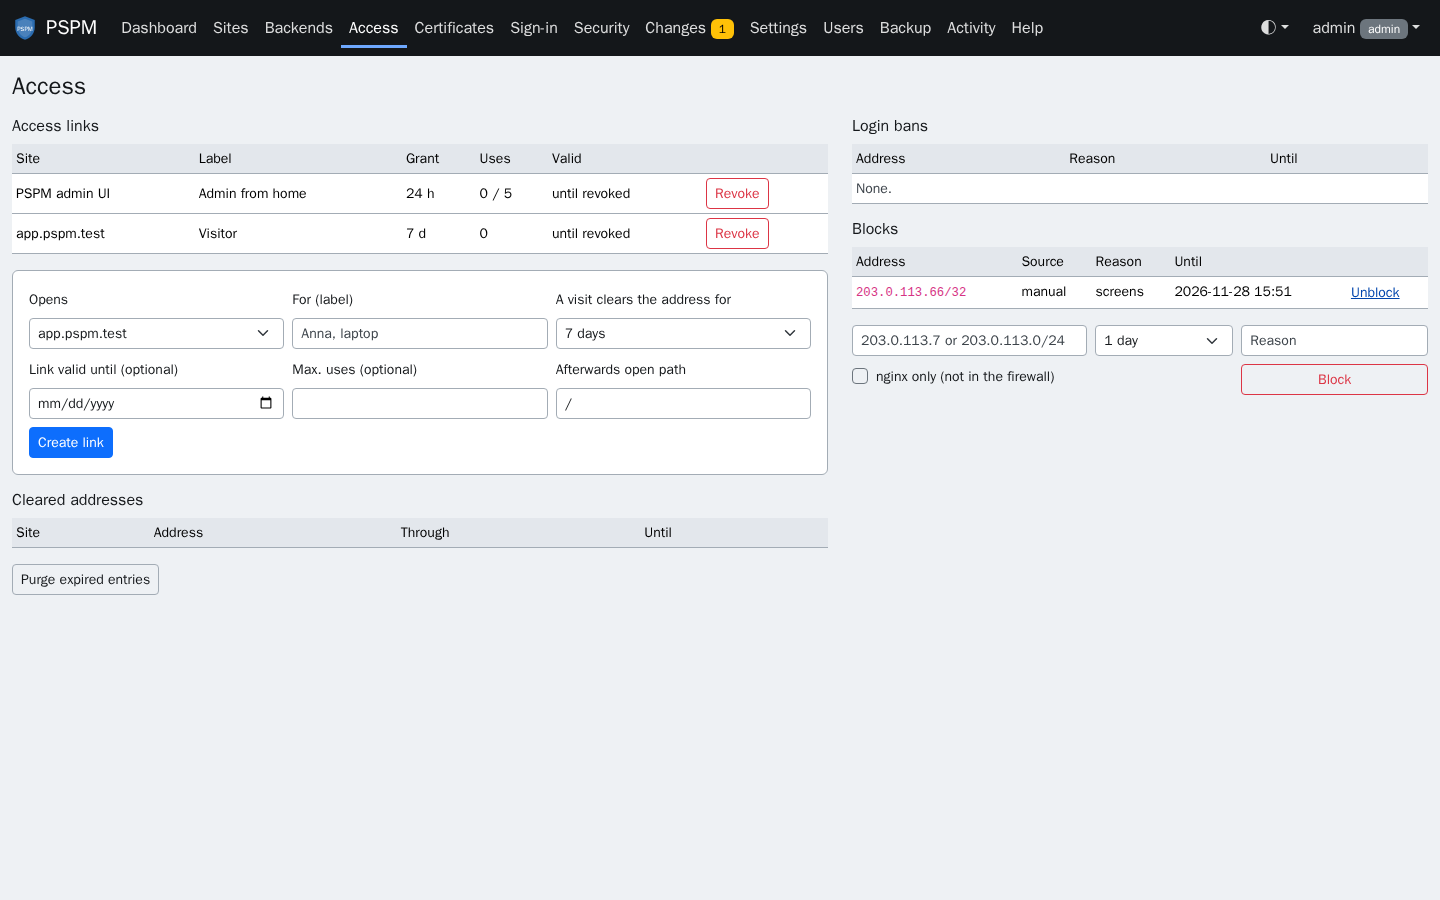 PSPM Dashboard Sites Backends Access Certificates Sign-in Security Changes 1 Settings Users Backup Activity Help admin admin
Access
Access links
Site Label Grant Uses Valid
PSPM admin UI Admin from home 24 h 0 / 5 until revoked Revoke
app.pspm.test Visitor 7 d 0 until revoked Revoke
Opens For (label) A visit clears the address for
app.pspm.test Anna, laptop 7 days
Link valid until (optional) Max. uses (optional) Afterwards open path
mm/dd/yyyy /
Create link
Cleared addresses
Site Address Through Until
Purge expired entries
Login bans
Address Reason Until
None.
Blocks
Address Source Reason Until
203.0.113.66/32 manual screens 2026-11-28 15:51 Unblock
203.0.113.7 or 203.0.113.0/24 1 day Reason
nginx only (not in the firewall) Block